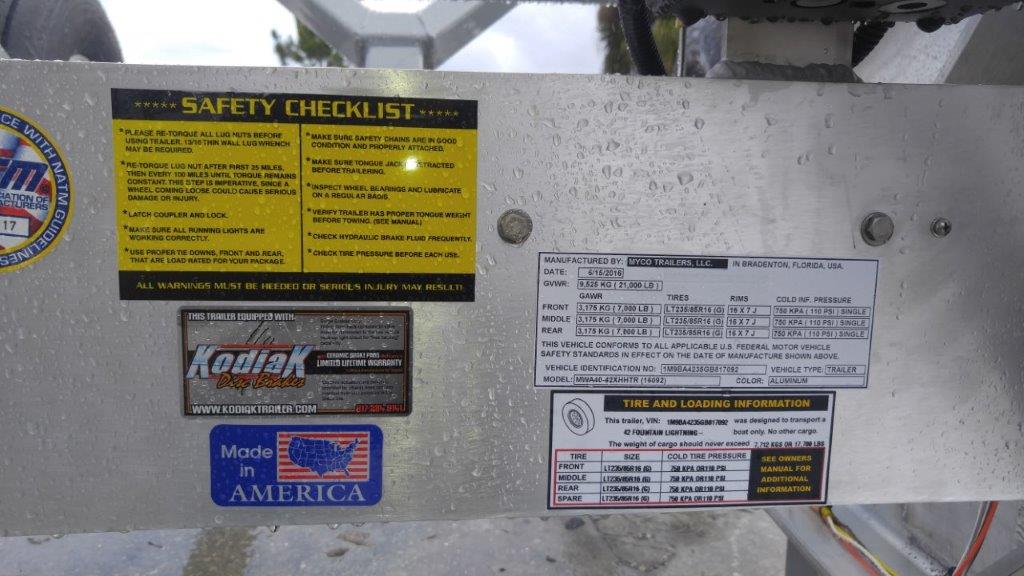 CE WITH NATM GUIDELINES
CIATION OF
17
***** SAFETY CHECKLIST *****
*PLEASE RE-TORQUE ALL LUG NUTS BEFORE
USING TRAILER. 13/16 THIN WALL LUG WRENCH
MAY BE REQUIRED.
*RE-TORQUE LUG NUT AFTER FIRST 25 MILES,
THEN EVERY 100 MILES UNTIL TORQUE REMAINS
CONSTANT. THIS STEP IS IMPERATIVE, SINCE A
WHEEL COMING LOOSE COULD CAUSE SERIOUS
DAMAGE OR INJURY.
*LATCH COUPLER AND LOCK.
*MAKE SURE ALL RUNNING LIGHTS ARE
WORKING CORRECTLY.
*USE PROPER TIE DOWNS, FRONT AND REAR,
THAT ARE LOAD RATED FOR YOUR PACKAGE.
*MAKE SURE SAFETY CHAINS ARE IN GOOD
CONDITION AND PROPERLY ATTACHED.
*MAKE SURE TONGUE JACK RETRACTED
BEFORE TRAILERING.
*INSPECT WHEEL BEARINGS AND LUBRICATE
ON A REGULAR BASIS.
*VERIFY TRAILER HAS PROPER TONGUE WEIGHT
BEFORE TOWING. (SEE MANUAL)
*CHECK HYDRAULIC BRAKE FLUID FREQUENTLY.
*CHECK TIRE PRESSURE BEFORE EACH USE.
ALL WARNINGS MUST BE HEEDED OR SERIOUS INJURY MAY RESULT!
THIS TRAILER EQUIPPED WITH
Kodiak
Disc Brakes
CERAMIC BRAKE PADS
LIMITED LIFETIME WARRANTY
WWW.KODIAKTRAILER.COM
Made
in
AMERICA
MANUFACTURED BY: MYCO TRAILERS, LLC. IN BRADENTON, FLORIDA, USA.
DATE: 6/15/2016
GVWR: 9,525 KG ( 21,000 LB )
GAWR TIRES RIMS COLD INF. PRESSURE
FRONT 3,175 KG ( 7,000 LB ) LT235/85R16 (G) 16 X 7 J 750 KPA ( 110 PSI ) SINGLE
MIDDLE 3,175 KG ( 7,000 LB ) LT235/85R16 (G) 16 X 7 J 750 KPA ( 110 PSI ) SINGLE
REAR 3,175 KG ( 7,000 LB ) LT235/85R16 (G) 16 X 7 J 750 KPA ( 110 PSI ) SINGLE
THIS VEHICLE CONFORMS TO ALL APPLICABLE U.S. FEDERAL MOTOR VEHICLE
SAFETY STANDARDS IN EFFECT ON THE DATE OF MANUFACTURE SHOWN ABOVE.
VEHICLE IDENTIFICATION NO: 1M9BA4235GB817092 VEHICLE TYPE: TRAILER
MODEL: MWA40-42XHHTR (16092) COLOR: ALUMINUM
TIRE AND LOADING INFORMATION
This trailer, VIN: 1M9BA4235GB817092 was designed to transport a
42 FOUNTAIN LIGHTNING -- boat only. No other cargo.
The weight of cargo should never exceed 7,712 KGS OR 17,700 LBS
TIRE SIZE COLD TIRE PRESSURE
FRONT LT235/85R16 (G) 750 KPA OR 110 PSI
MIDDLE LT235/85R16 (G) 750 KPA OR 110 PSI
REAR LT235/85R16 (G) 750 KPA OR 110 PSI
SPARE LT235/85R16 (G) 750 KPA OR 110 PSI
SEE OWNERS
MANUAL FOR
ADDITIONAL
INFORMATION